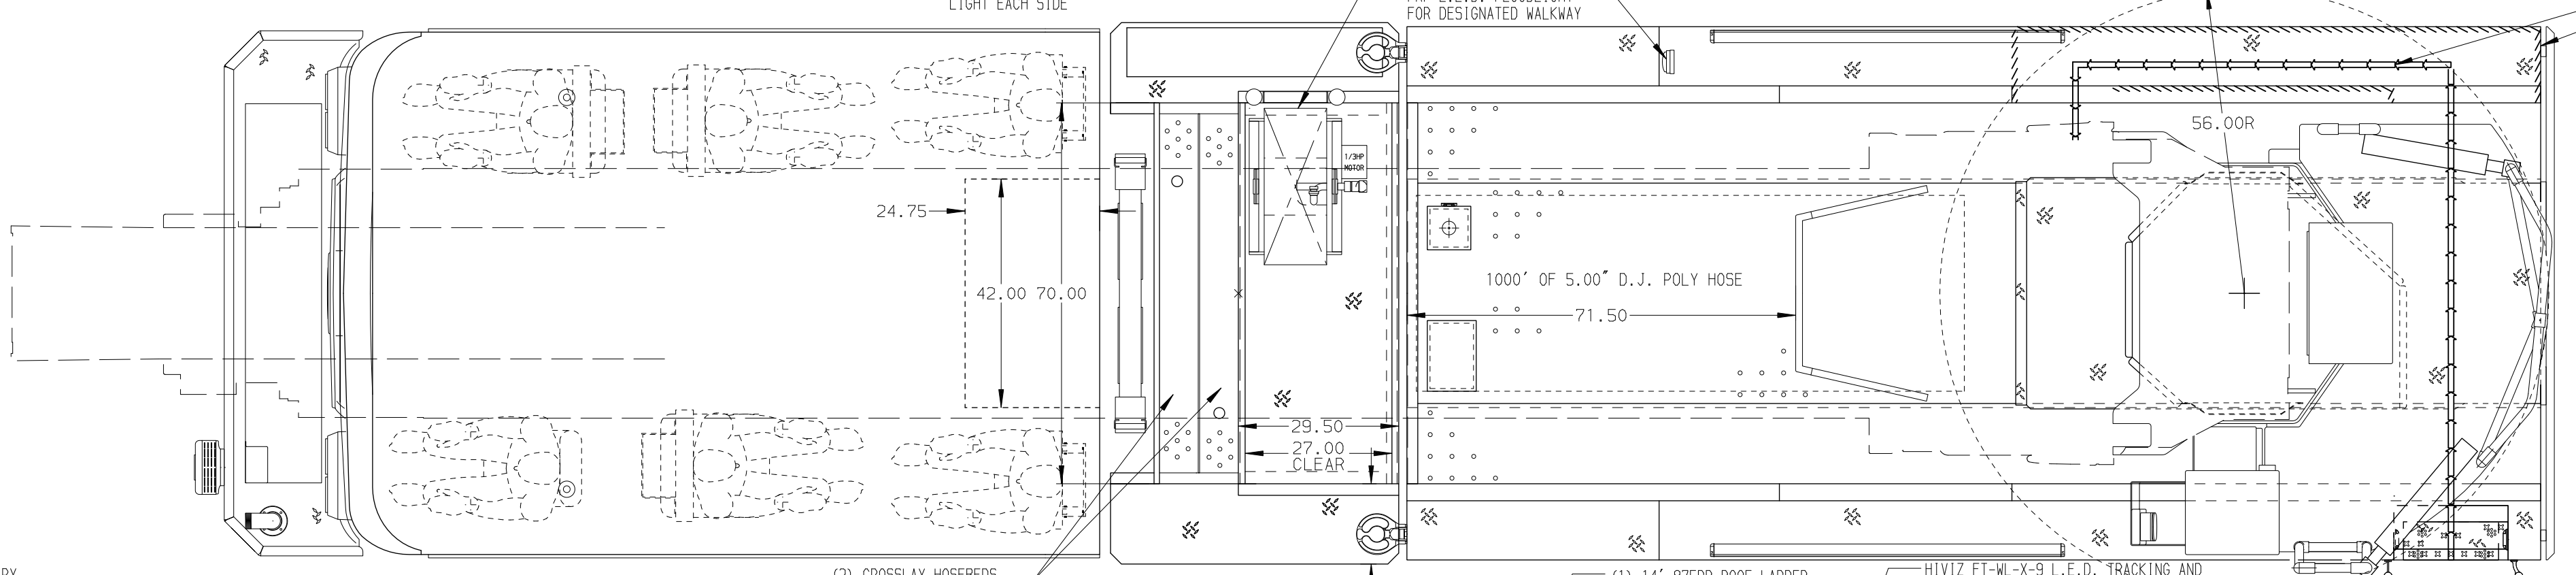 LIGHT EACH SIDE
FOR DESIGNATED WALKWAY
56.00R
1/3HP
MOTOR
24.75
42.00 70.00
1000' OF 5.00" D.J. POLY HOSE
71.50
29.50
27.00
CLEAR
RY
(2) CROSSLAY HOSEBEDS
(1) 14' 875DR ROOF LADDER
HIVIZ FT-WL-X-9 L.E.D. TRACKING AND